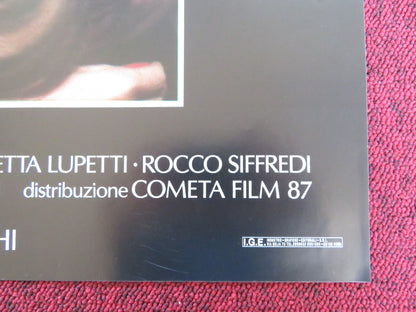 ETTA LUPETTI · ROCCO SIFFREDI
distribuzione COMETA FILM 87
HI
I.G.E.